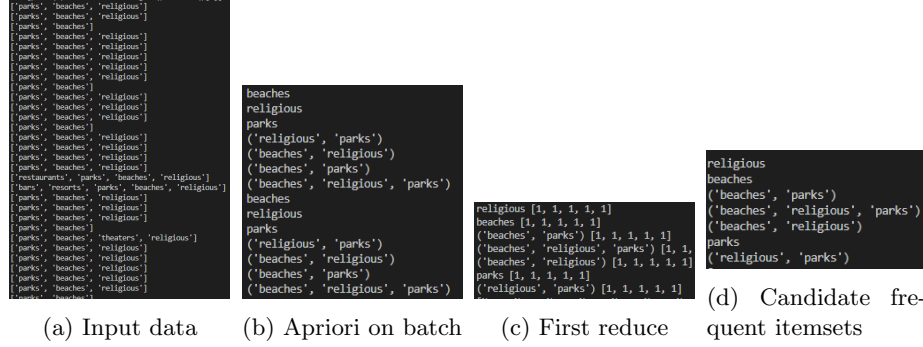 ['parks', 'beaches', 'religious']
['parks', 'beaches', 'religious']
['parks', 'beaches']
['parks', 'beaches', 'religious']
['parks', 'beaches', 'religious']
['parks', 'beaches', 'religious']
['parks', 'beaches', 'religious']
['parks', 'beaches', 'religious']
['parks', 'beaches']
['parks', 'beaches', 'religious']
['parks', 'beaches', 'religious']
['parks', 'beaches', 'religious']
['parks', 'beaches']
['parks', 'beaches', 'religious']
['parks', 'beaches', 'religious']
['parks', 'beaches', 'religious']
['parks', 'beaches', 'religious']
['restaurants', 'parks', 'beaches', 'religious']
['bars', 'resorts', 'parks', 'beaches', 'religious']
['parks', 'beaches', 'religious']
['parks', 'beaches', 'religious']
['parks', 'beaches', 'religious']
['parks', 'beaches']
['parks', 'beaches', 'theaters', 'religious']
['parks', 'beaches', 'religious']
['parks', 'beaches', 'religious']
['parks', 'beaches', 'religious']
['parks', 'beaches', 'religious']
['parks', 'beaches', 'religious']
['parks', 'beaches']
(a) Input data
beaches
religious
parks
('religious', 'parks')
('beaches', 'religious')
('beaches', 'parks')
('beaches', 'religious', 'parks')
beaches
religious
parks
('religious', 'parks')
('beaches', 'religious')
('beaches', 'parks')
('beaches', 'religious', 'parks')
(b) Apriori on batch
religious [1, 1, 1, 1, 1]
beaches [1, 1, 1, 1, 1]
('beaches', 'parks') [1, 1, 1, 1, 1]
('beaches', 'religious', 'parks') [1, 1,
('beaches', 'religious') [1, 1, 1, 1, 1]
parks [1, 1, 1, 1, 1]
('religious', 'parks') [1, 1, 1, 1, 1]
(c) First reduce
religious
beaches
('beaches', 'parks')
('beaches', 'religious', 'parks')
('beaches', 'religious')
parks
('religious', 'parks')
(d) Candidate fre-
quent itemsets